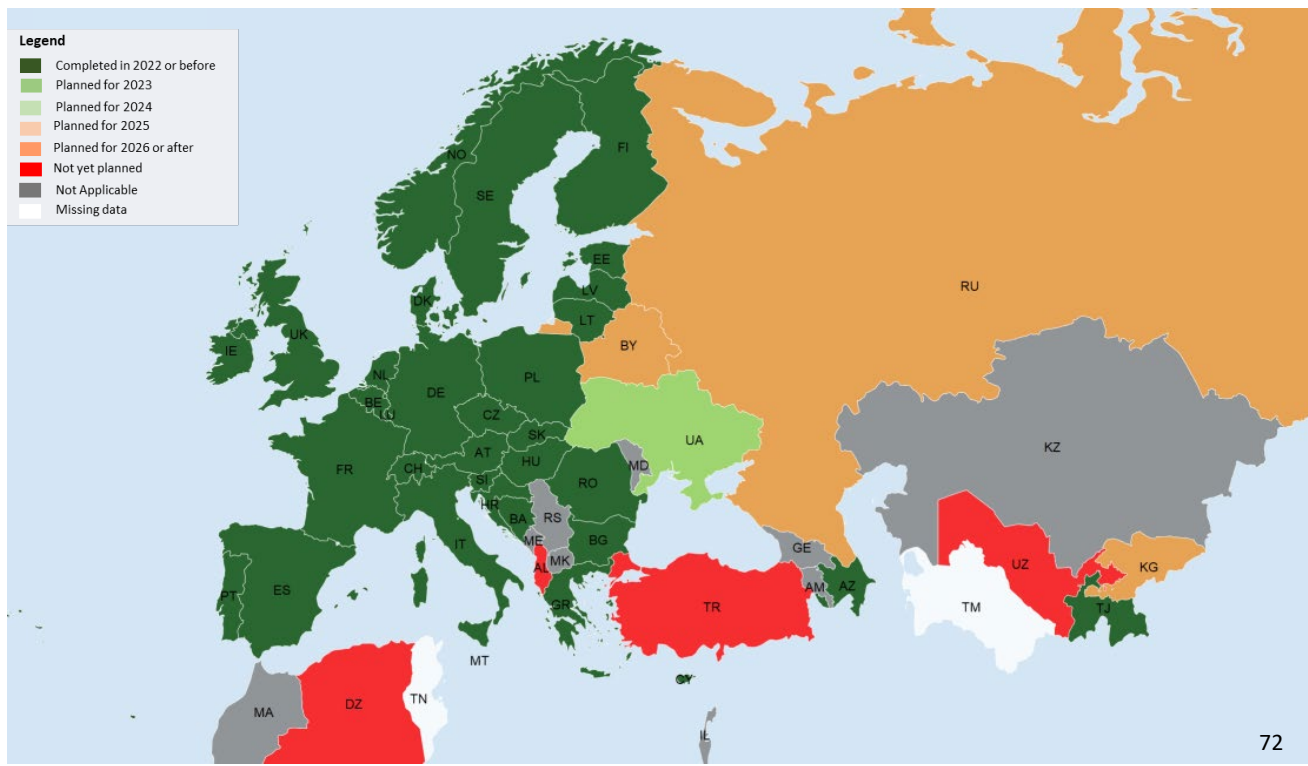 Legend
Completed in 2022 or before
Planned for 2023
Planned for 2024
Planned for 2025
Planned for 2026 or after
Not yet planned
Not Applicable
Missing data
NO
FI
SE
EE
RU
LV
DK
LT
UK
BY
IE
NL
PL
DE
BE
LU
CZ
SK
UA
KZ
AT
HU
FR
CH
MD
SI
RO
HR
BA
RS
ME
BG
IT
GE
MK
AL
UZ
KG
AM
AZ
ES
PT
GR
TR
TM
TJ
MT
CY
TN
DZ
MA
IL
72